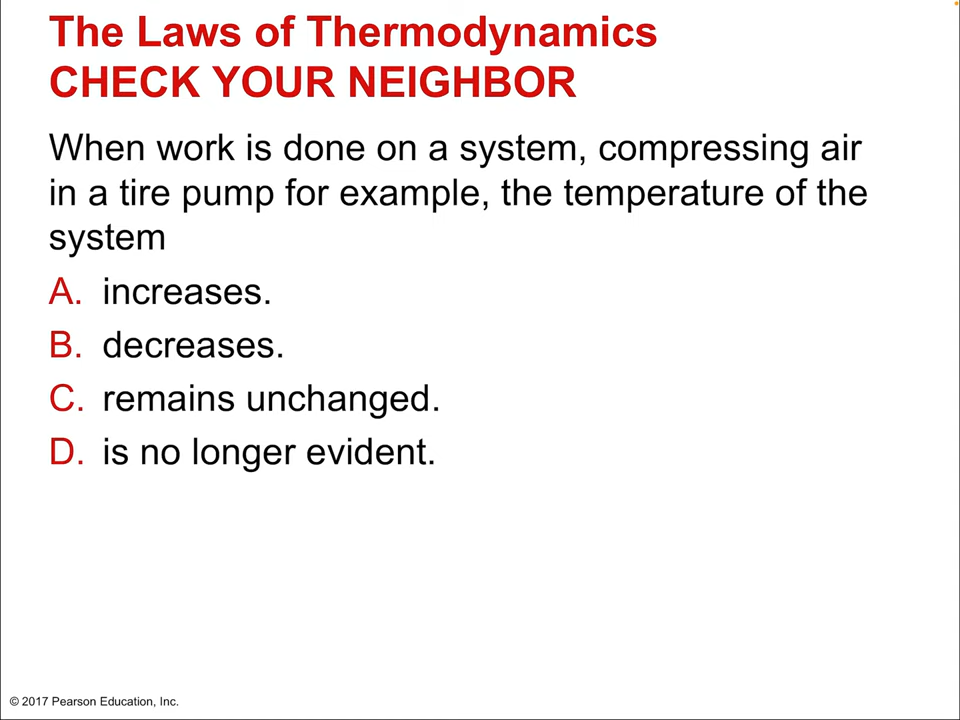 The Laws of Thermodynamics
CHECK YOUR NEIGHBOR
When work is done on a system, compressing air
in a tire pump for example, the temperature of the
system
A. increases.
B. decreases.
C. remains unchanged.
D. is no longer evident.
© 2017 Pearson Education, Inc.